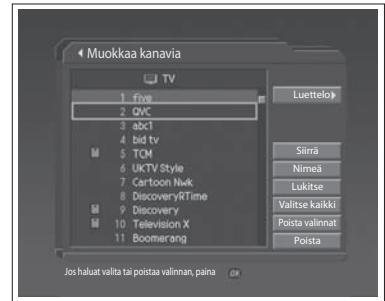 Muokkaa kanavia
TV
1 five
2 QVC
3 abc1
4 bid tv
5 TCM
6 UKTV Style
7 Cartoon Nwk
8 DiscoveryRTime
9 Discovery
10 Television X
11 Boomerang
Luettelo
Siirrä
Nimeä
Lukitse
Valitse kaikki
Poista valinnat
Poista
Jos haluat valita tai poistaa valinnan, paina OK